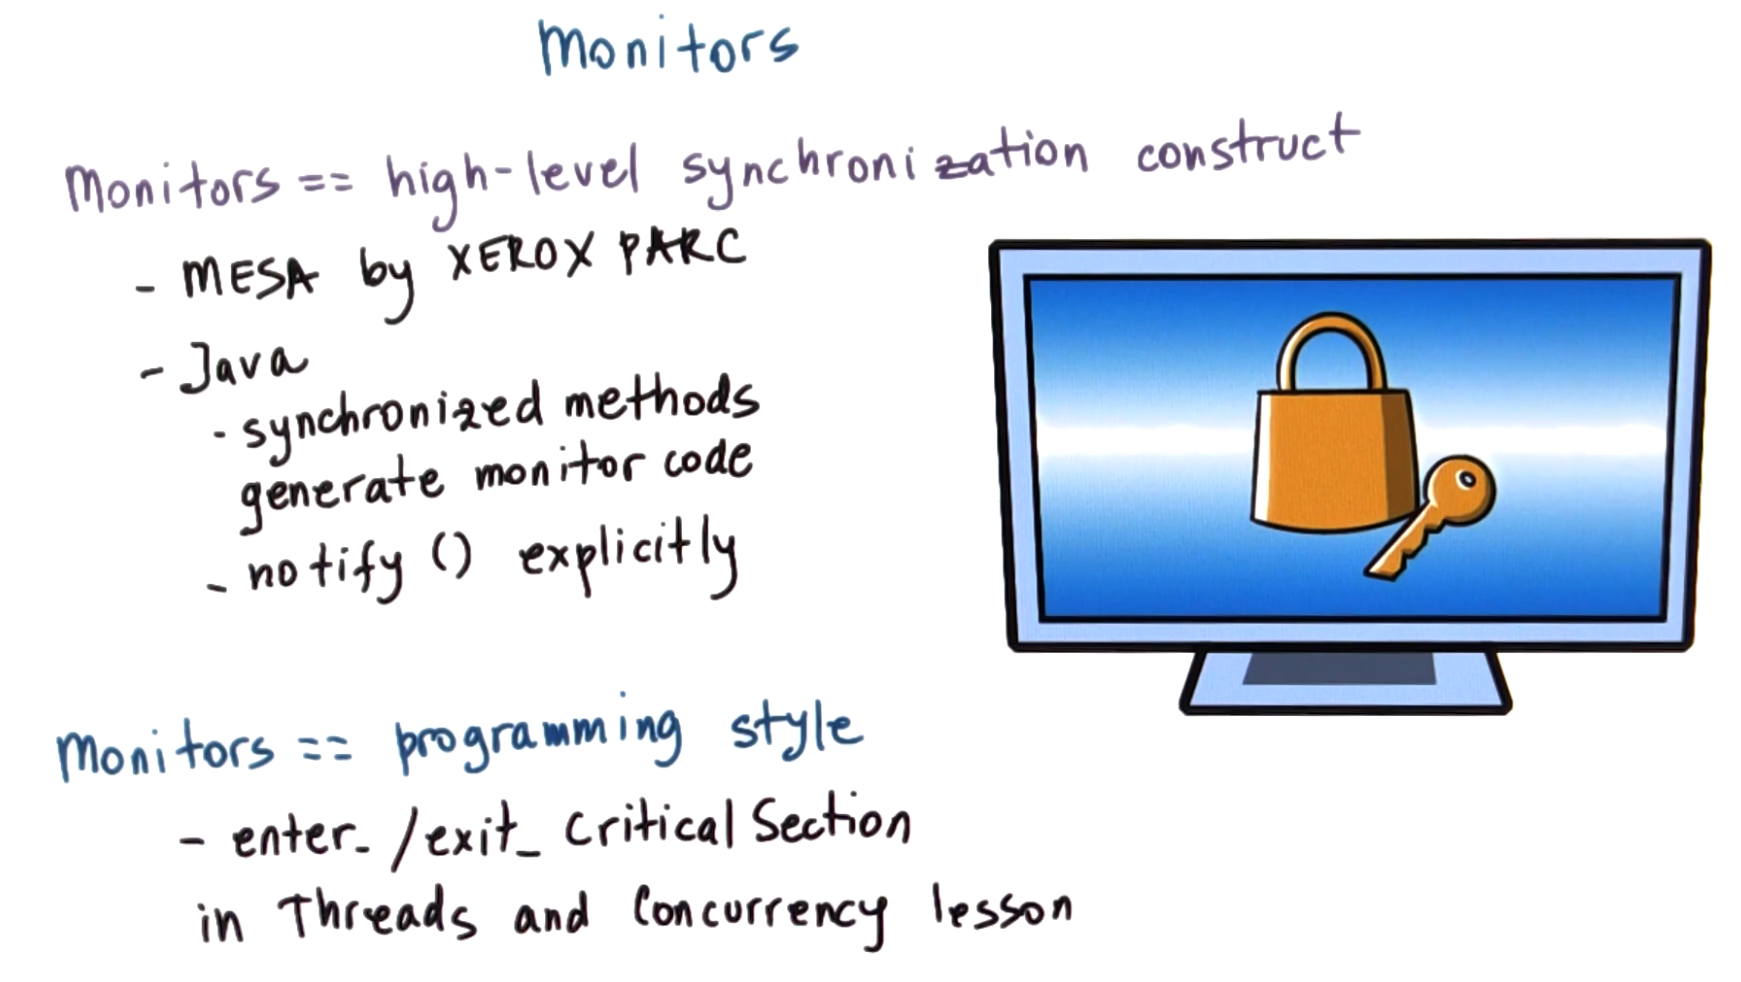 Monitors
Monitors == high-level synchronization construct
- MESA by XEROX PARC
- Java
- synchronized methods
generate monitor code
- notify () explicitly
Monitors == programming style
- enter_ /exit_ critical Section
in Threads and Concurrency lesson